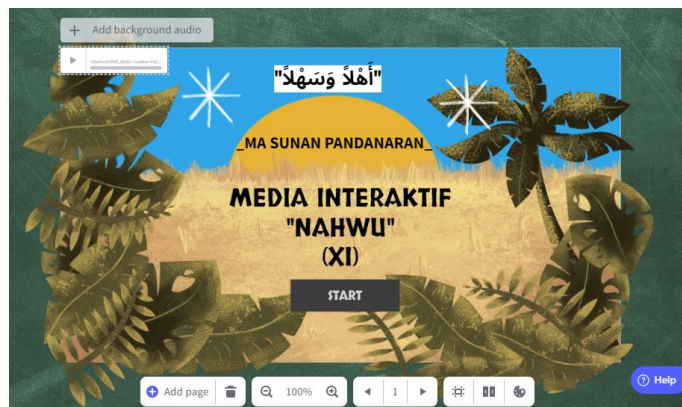 Add background audio
"أَهْلاً وَسَهْلاً"
_MA SUNAN PANDANARAN_
MEDIA INTERAKTIF
"NAHWU"
(XI)
START
Add page
100%
1
Help